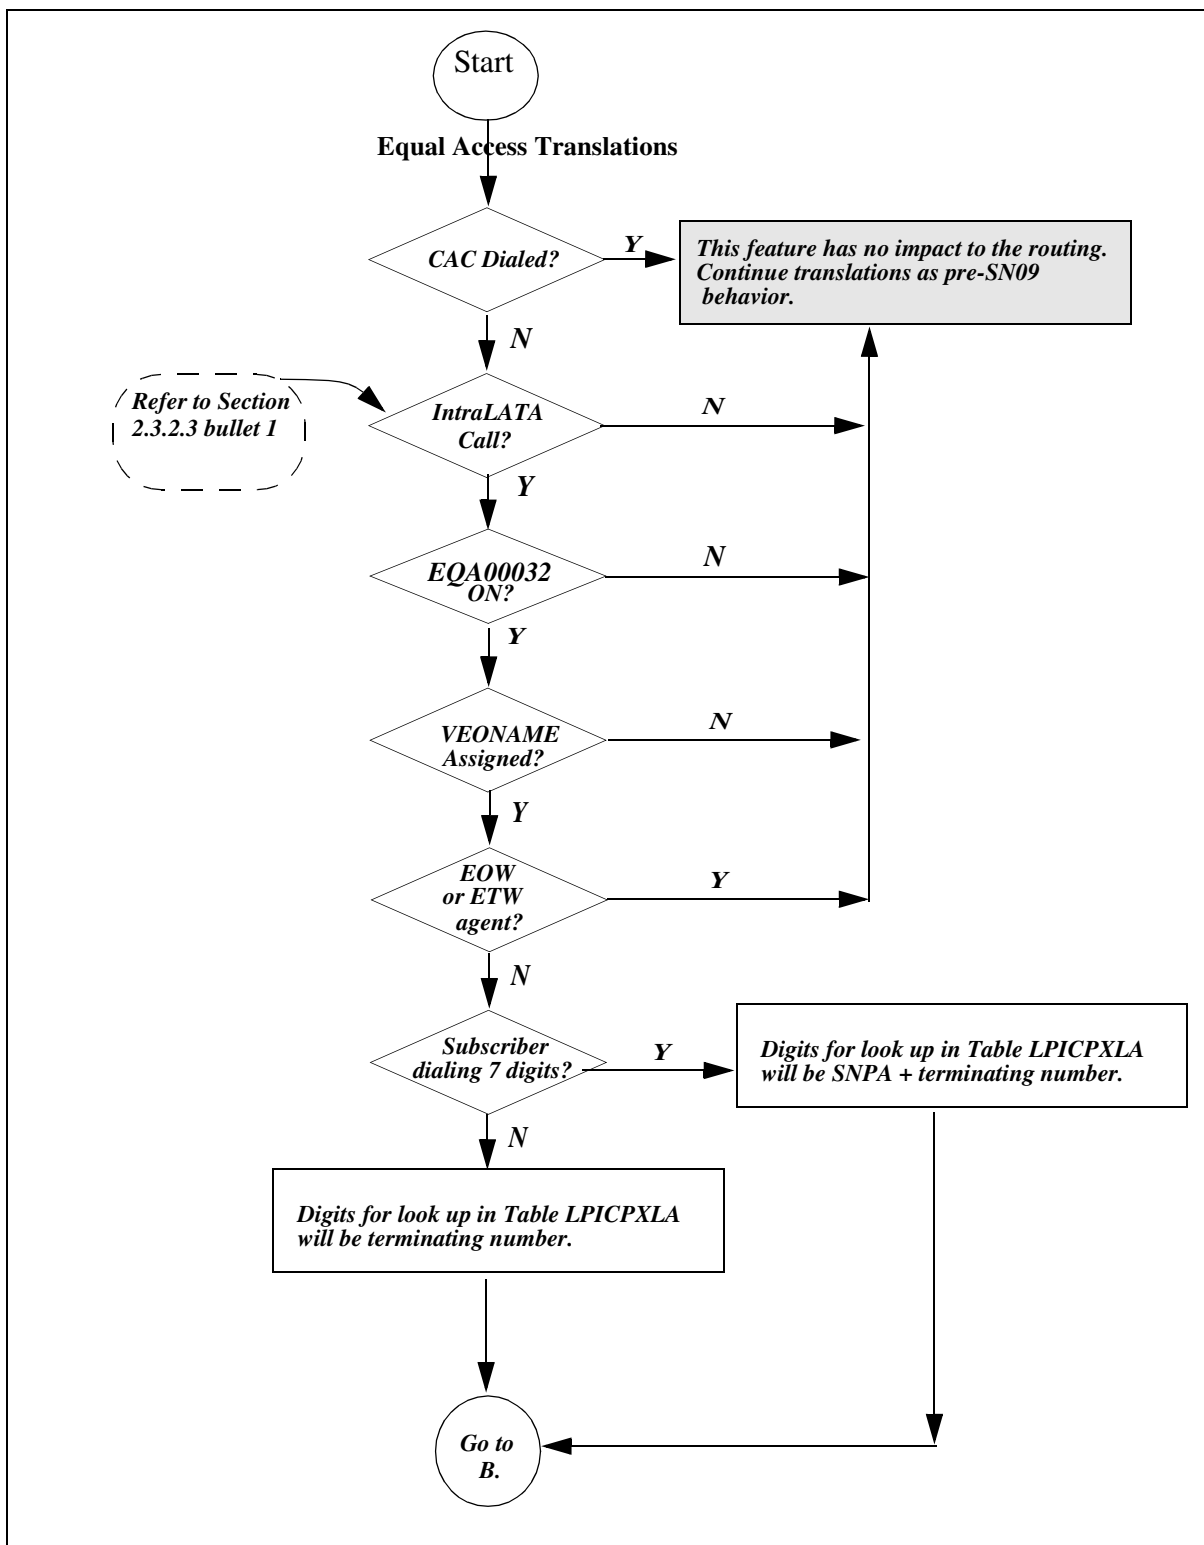 Start
Equal Access Translations
CAC Dialed?
Y
This feature has no impact to the routing.
Continue translations as pre-SN09
behavior.
N
Refer to Section
2.3.2.3 bullet 1
IntraLATA
Call?
N
Y
EQA00032
ON?
N
Y
VEONAME
Assigned?
N
Y
EOW
or ETW
agent?
Y
N
Subscriber
dialing 7 digits?
Y
Digits for look up in Table LPICPXLA
will be SNPA + terminating number.
N
Digits for look up in Table LPICPXLA
will be terminating number.
Go to
B.